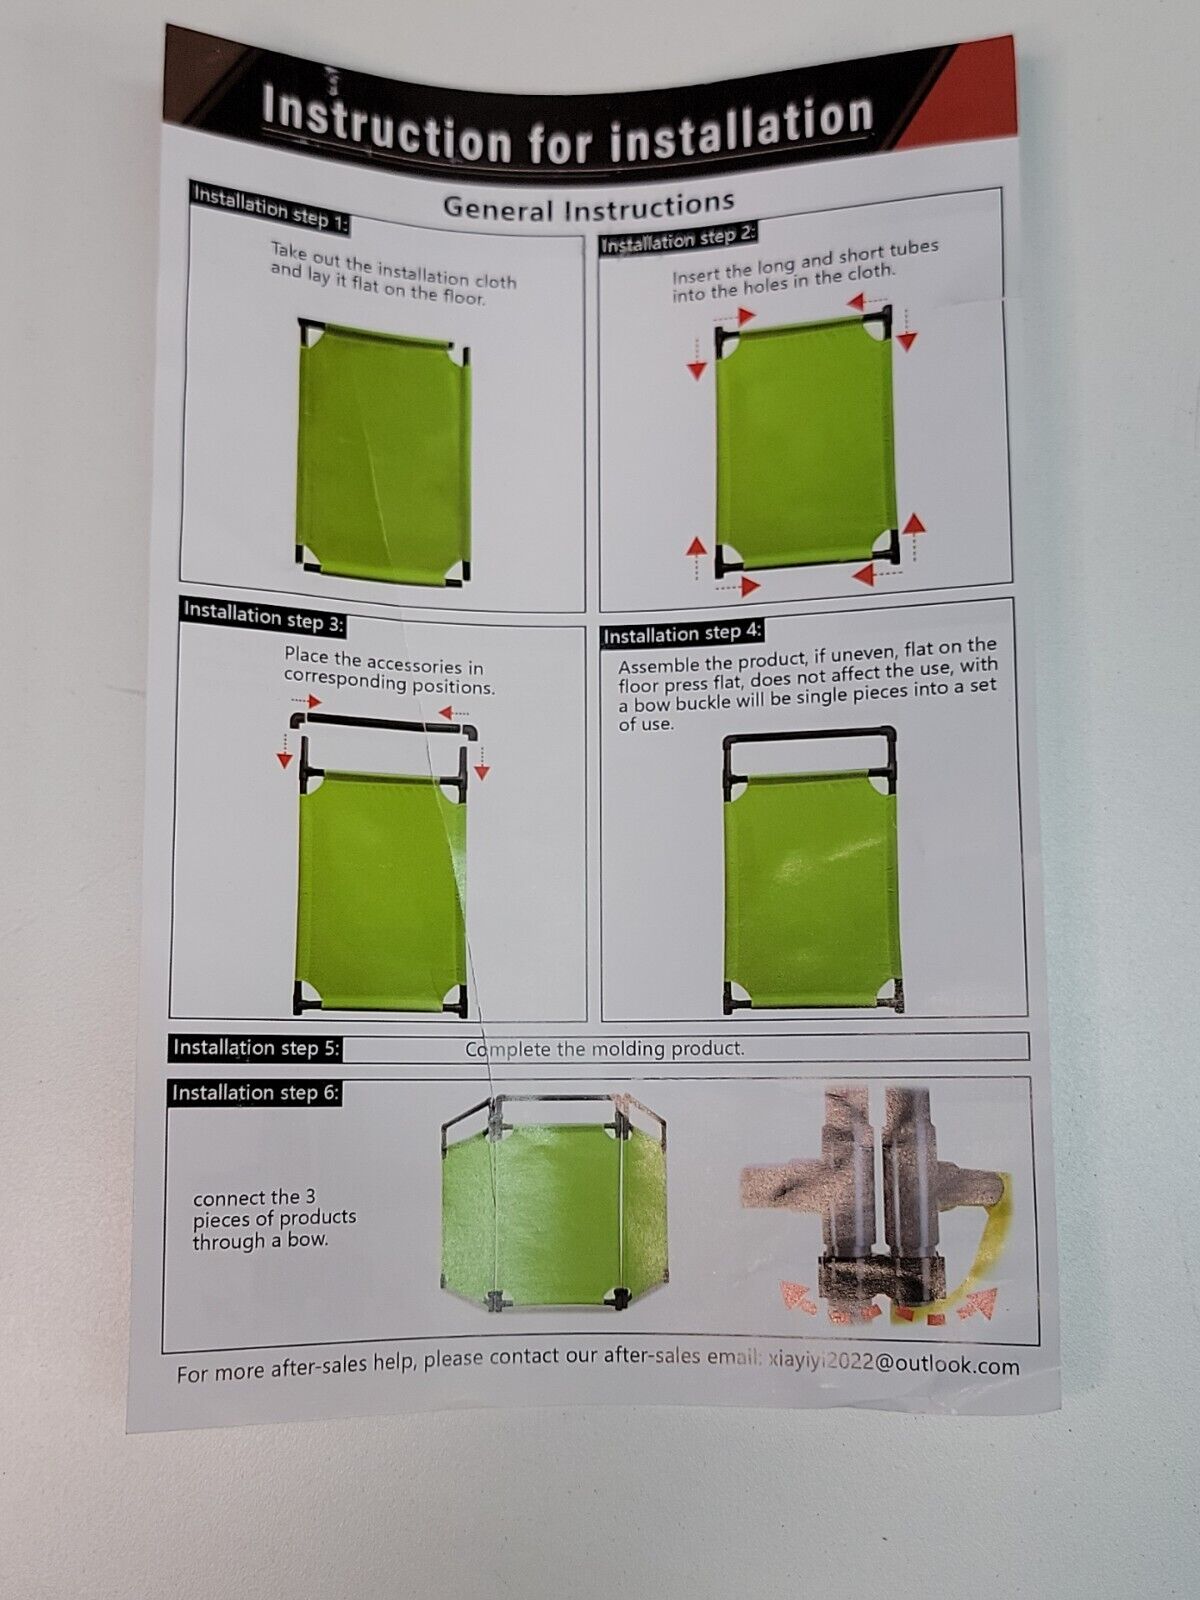 Instruction for installation
General Instructions
Installation step 1:
Take out the installation cloth
and lay it flat on the floor.
Installation step 2:
Insert the long and short tubes
into the holes in the cloth.
Installation step 3:
Place the accessories in
corresponding positions.
Installation step 4:
Assemble the product, if uneven, flat on the
floor press flat, does not affect the use, with
a bow buckle will be single pieces into a set
of use.
Installation step 5:
Complete the molding product.
Installation step 6:
connect the 3
pieces of products
through a bow.
For more after-sales help, please contact our after-sales email: xiayiyi2022@outlook.com